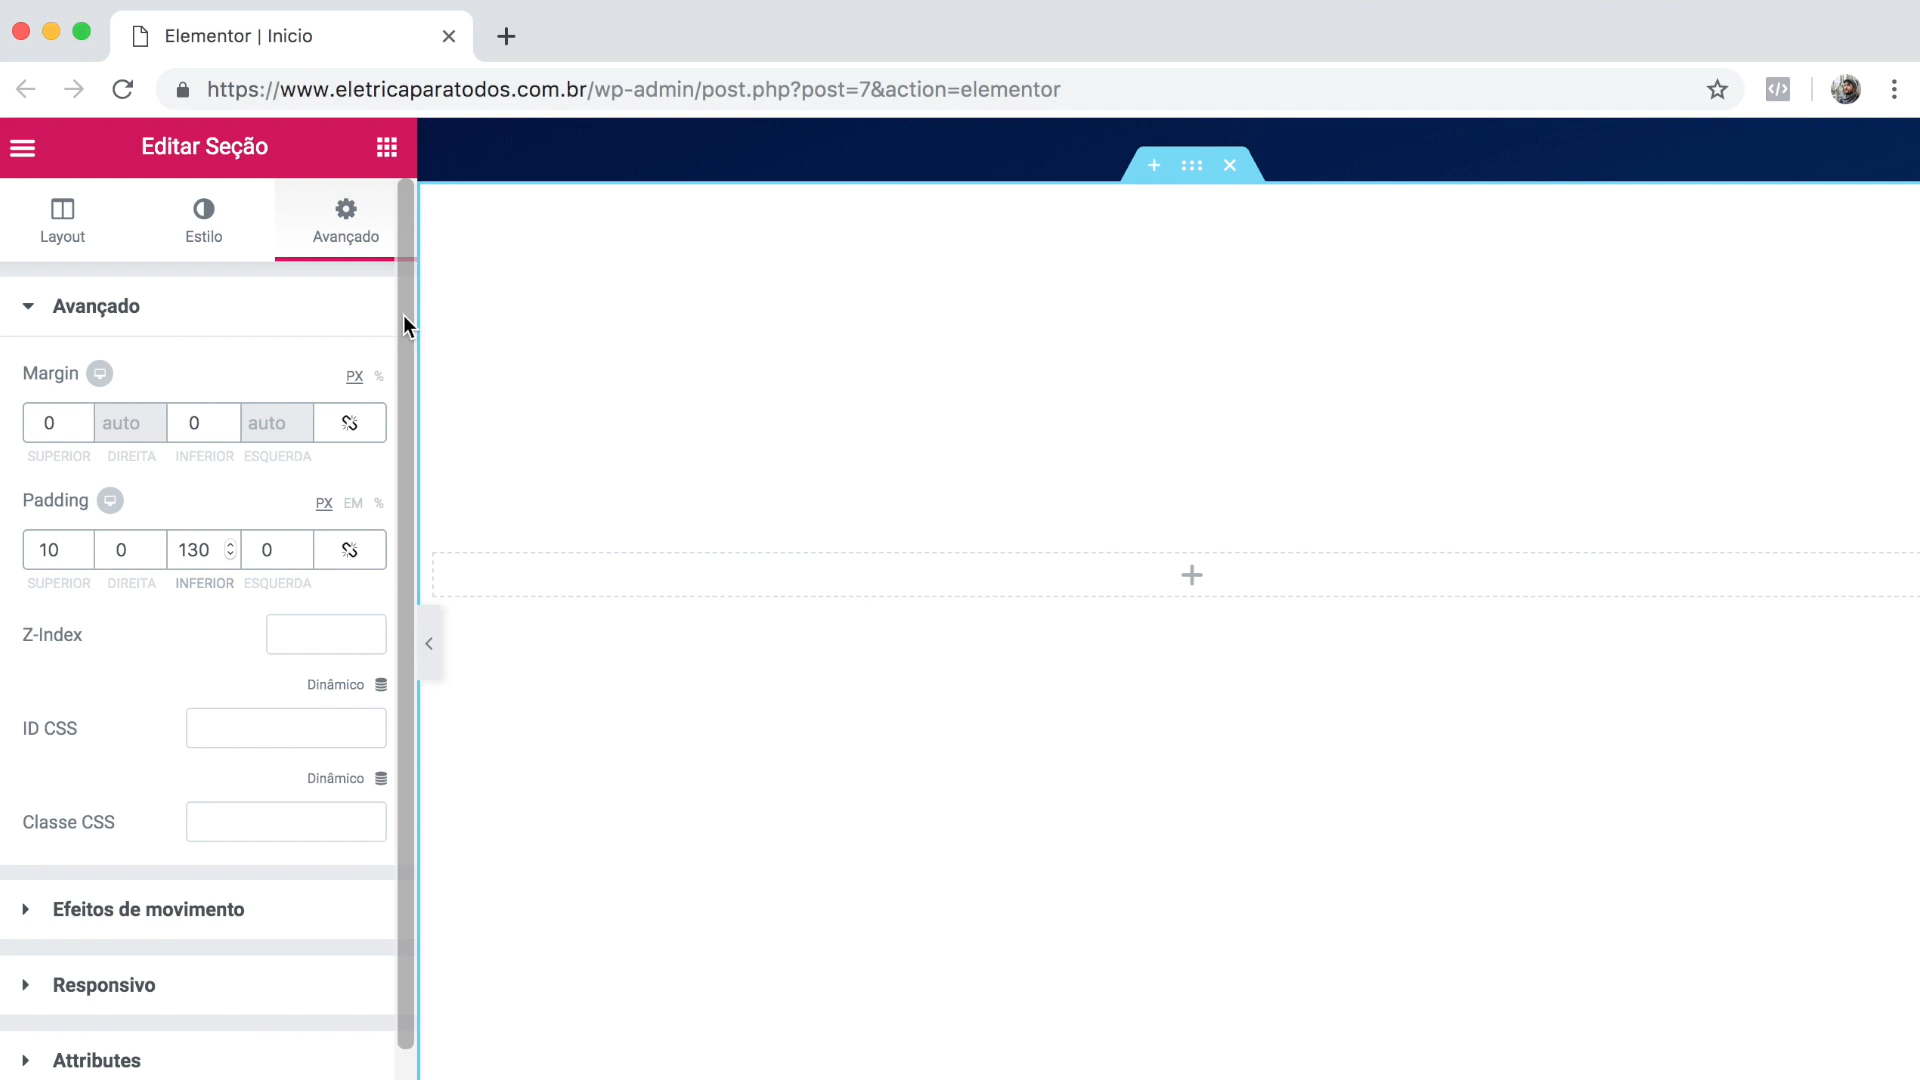 Elementor | Inicio
https://www.eletricaparatodos.com.br/wp-admin/post.php?post=7&action=elementor
Editar Seção
Layout
Estilo
Avançado
Avançado
Margin
PX %
0 auto 0 auto
SUPERIOR DIREITA INFERIOR ESQUERDA
Padding
PX EM %
10 0 130 0
SUPERIOR DIREITA INFERIOR ESQUERDA
Z-Index
Dinâmico
ID CSS
Dinâmico
Classe CSS
Efeitos de movimento
Responsivo
Attributes